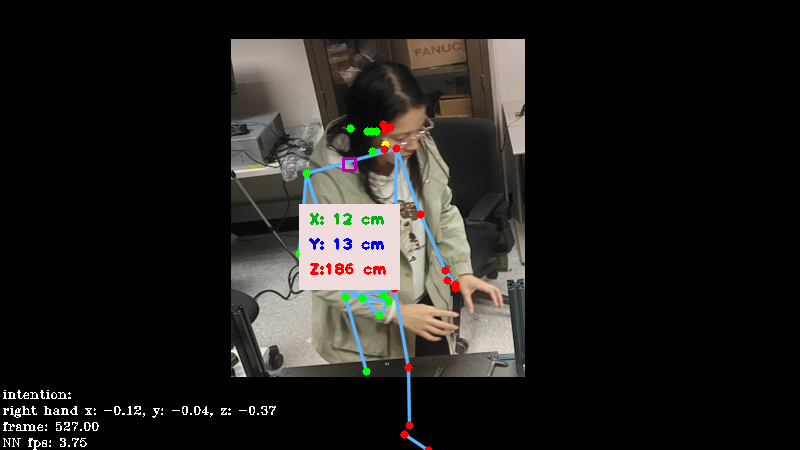 FANUC
X: 12 cm
Y: 13 cm
Z:186 cm
intention:
right hand x: -0.12, y: -0.04, z: -0.37
frame: 527.00
NN fps: 3.75